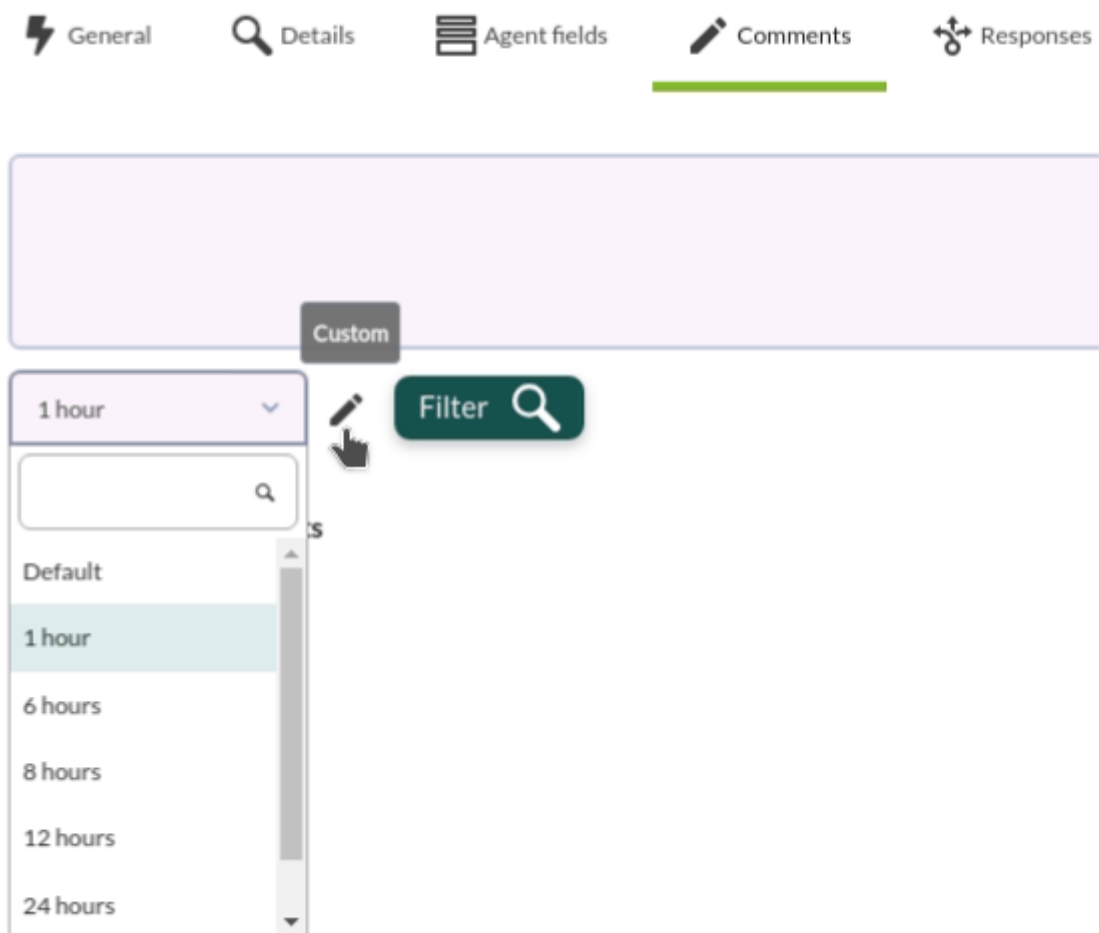 General Details Agent fields Comments Responses
Custom
1 hour Filter
Default
1 hour
6 hours
8 hours
12 hours
24 hours